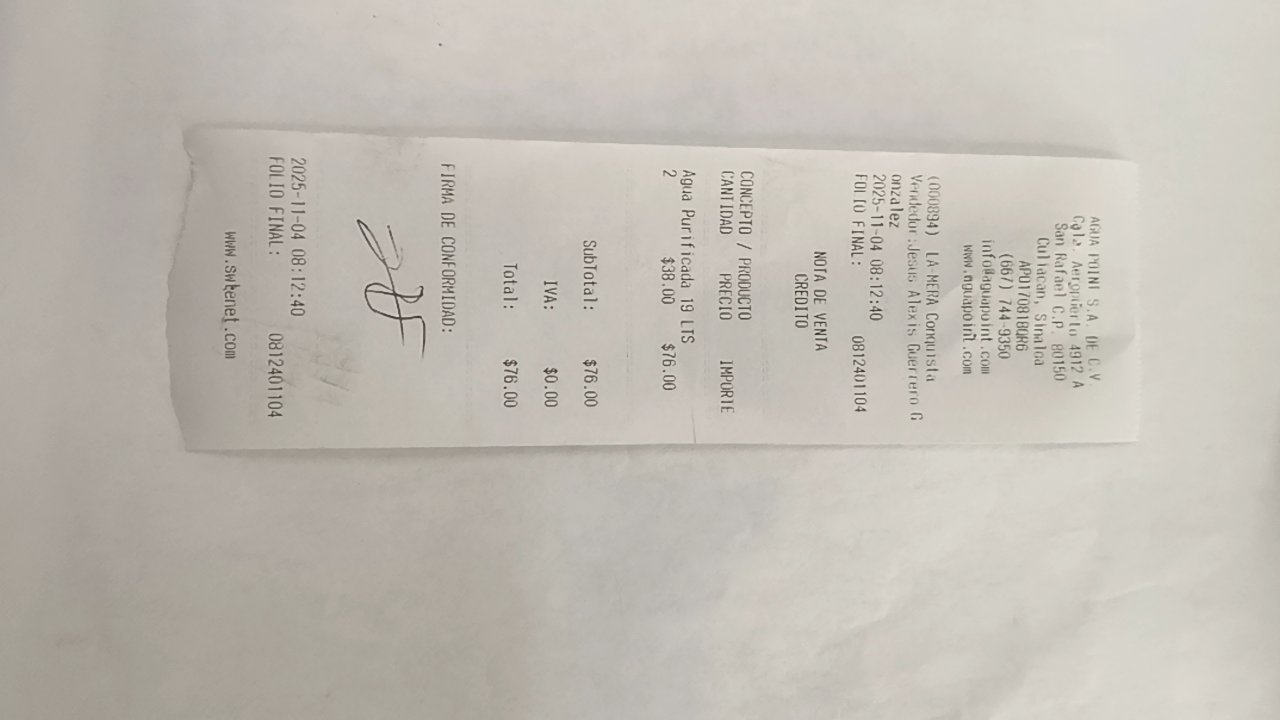 AGUA POINT S.A. DE C.V
Cale. Aeropuerto 4912 A
San Rafael C.P. 80150
Culiacan, Sinaloa
APO170818QR6
(667) 744-9350
info@aguapoint.com
www.aguapoint.com
(000894) LA MERA Conquista
Vendedor:Jesus Alexis Guerrero G
onzalez
2025-11-04 08:12:40
FOLIO FINAL: 0812401104
NOTA DE VENTA
CREDITO
CONCEPTO / PRODUCTO
CANTIDAD PRECIO IMPORTE
Agua Purificada 19 LTS
2 $38.00 $76.00
SubTotal: $76.00
IVA: $0.00
Total: $76.00
FIRMA DE CONFORMIDAD:
2025-11-04 08:12:40
FOLIO FINAL: 0812401104
www.swtenet.com